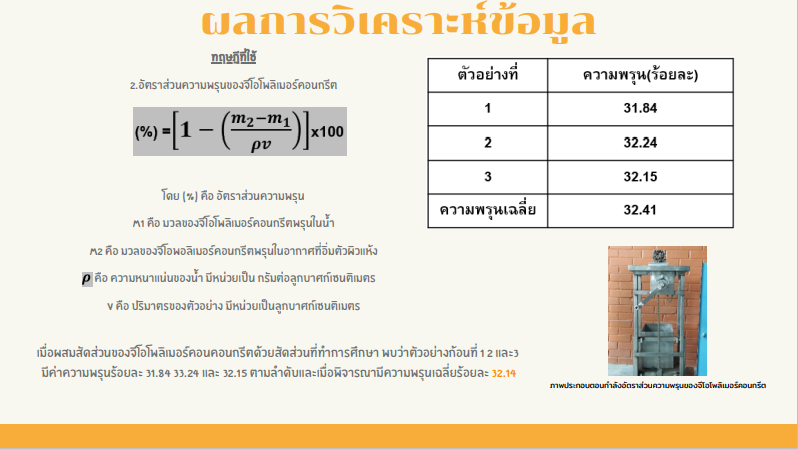 ผลการวิเคราะห์ข้อมูล
ทฤษฎีที่ใช้
2.อัตราส่วนความพรุนของจีโอโพลิเมอร์คอนกรีต
(%) =[1 − (m₂−m₁/ρv)]x100
โดย (%) คือ อัตราส่วนความพรุน
m1 คือ มวลของจีโอโพลิเมอร์คอนกรีตพรุนในน้ำ
m2 คือ มวลของจีโอพอลิเมอร์คอนกรีตพรุนในอากาศที่อิ่มตัวผิวแห้ง
ρ คือ ความหนาแน่นของน้ำ มีหน่วยเป็น กรัมต่อลูกบาศก์เซนติเมตร
v คือ ปริมาตรของตัวอย่าง มีหน่วยเป็นลูกบาศก์เซนติเมตร
เมื่อผสมสัดส่วนของจีโอโพลิเมอร์คอนคอนกรีตด้วยสัดส่วนที่ทำการศึกษา พบว่าตัวอย่างก้อนที่ 1 2 และ3
มีค่าความพรุนร้อยละ 31.84 33.24 และ 32.15 ตามลำดับและเมื่อพิจารณามีความพรุนเฉลี่ยร้อยละ 32.14
ตัวอย่างที่ ความพรุน(ร้อยละ)
1 31.84
2 32.24
3 32.15
ความพรุนเฉลี่ย 32.41
ภาพประกอบตอนกำลังอัตราส่วนความพรุนของจีโอโพลิเมอร์คอนกรีต